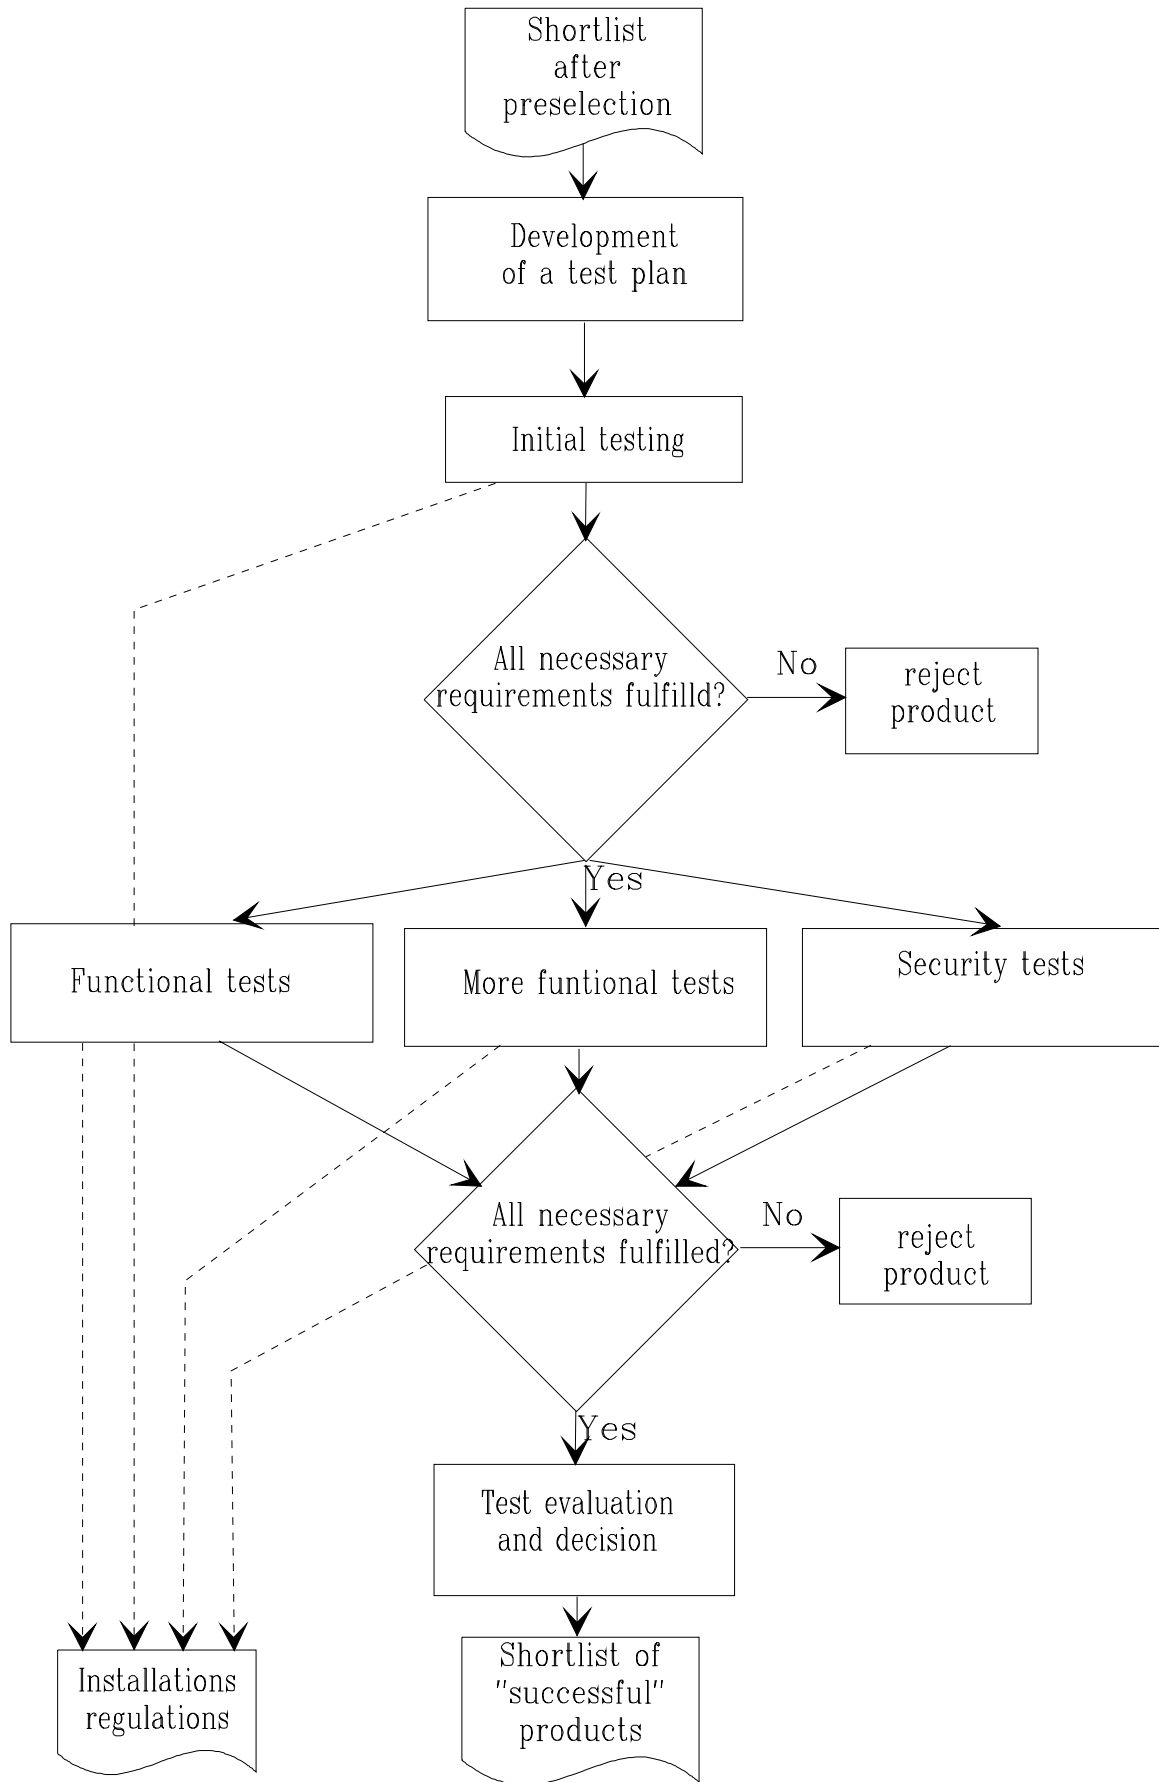 Shortlist
after
preselection
Development
of a test plan
Initial testing
All necessary
requirements fulfilld?
No
reject
product
Yes
Functional tests
More funtional tests
Security tests
All necessary
requirements fulfilled?
No
reject
product
Yes
Test evaluation
and decision
Installations
regulations
Shortlist of
"successful"
products